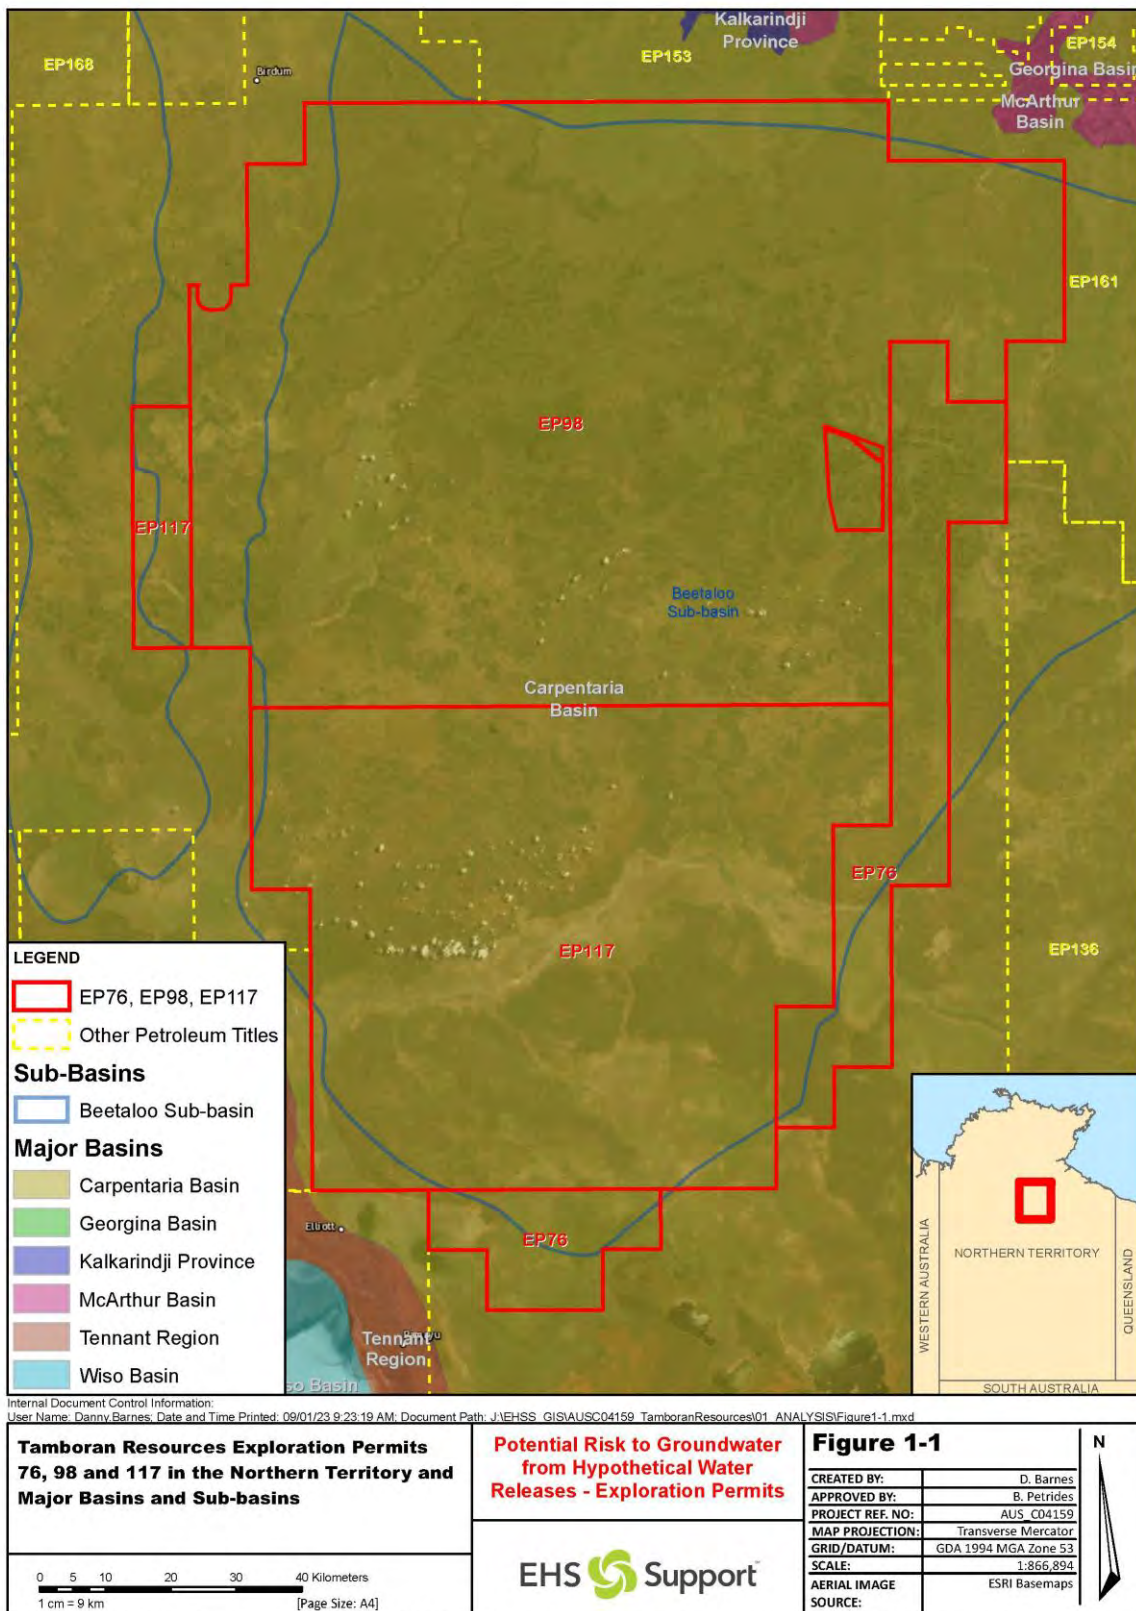 Kalkarindji
Province
EP168
Birdum
EP153
EP154
Georgina Basin
McArthur
Basin
EP161
EP98
EP117
Beetaloo
Sub-basin
Carpentaria
Basin
EP76
EP117
EP136
LEGEND
EP76, EP98, EP117
Other Petroleum Titles
Sub-Basins
Beetaloo Sub-basin
Major Basins
Carpentaria Basin
Georgina Basin
Kalkarindji Province
McArthur Basin
Tennant Region
Wiso Basin
Elliott
EP76
Tennant
Region
so Basin
WESTERN AUSTRALIA
NORTHERN TERRITORY
QUEENSLAND
SOUTH AUSTRALIA
Internal Document Control Information:
User Name: Danny.Barnes; Date and Time Printed: 09/01/23 9:23:19 AM; Document Path: J:\EHSS_GIS\AUSC04159_TamboranResources\01_ANALYSIS\Figure1-1.mxd
Tamboran Resources Exploration Permits
76, 98 and 117 in the Northern Territory and
Major Basins and Sub-basins
0 5 10 20 30 40 Kilometers
1 cm = 9 km
[Page Size: A4]
Potential Risk to Groundwater
from Hypothetical Water
Releases - Exploration Permits
EHS Support
Figure 1-1
CREATED BY: D. Barnes
APPROVED BY: B. Petrides
PROJECT REF. NO: AUS_C04159
MAP PROJECTION: Transverse Mercator
GRID/DATUM: GDA 1994 MGA Zone 53
SCALE: 1:866,894
AERIAL IMAGE ESRI Basemaps
SOURCE:
N